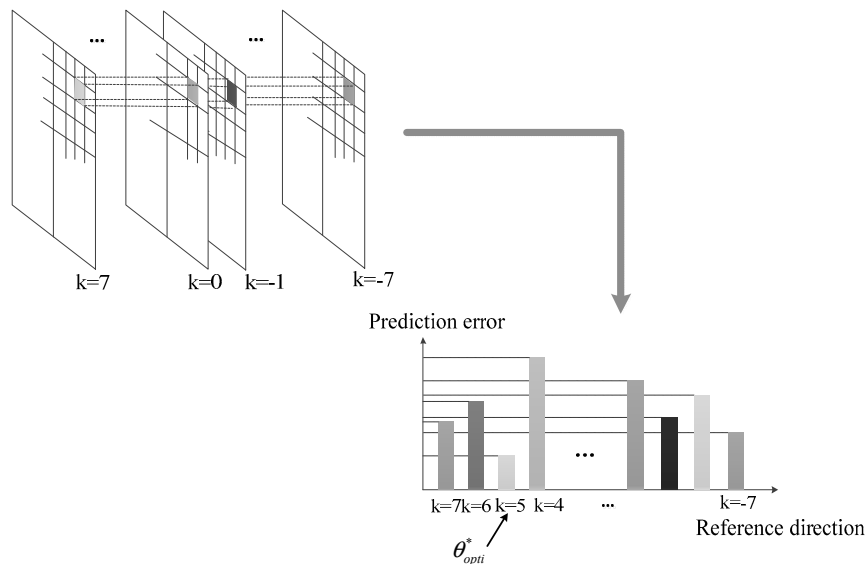 ... ...
k=7 k=0 k=-1 k=-7
Prediction error
...
k=7 k=6 k=5 k=4 ... k=-7
Reference direction
θ*opti